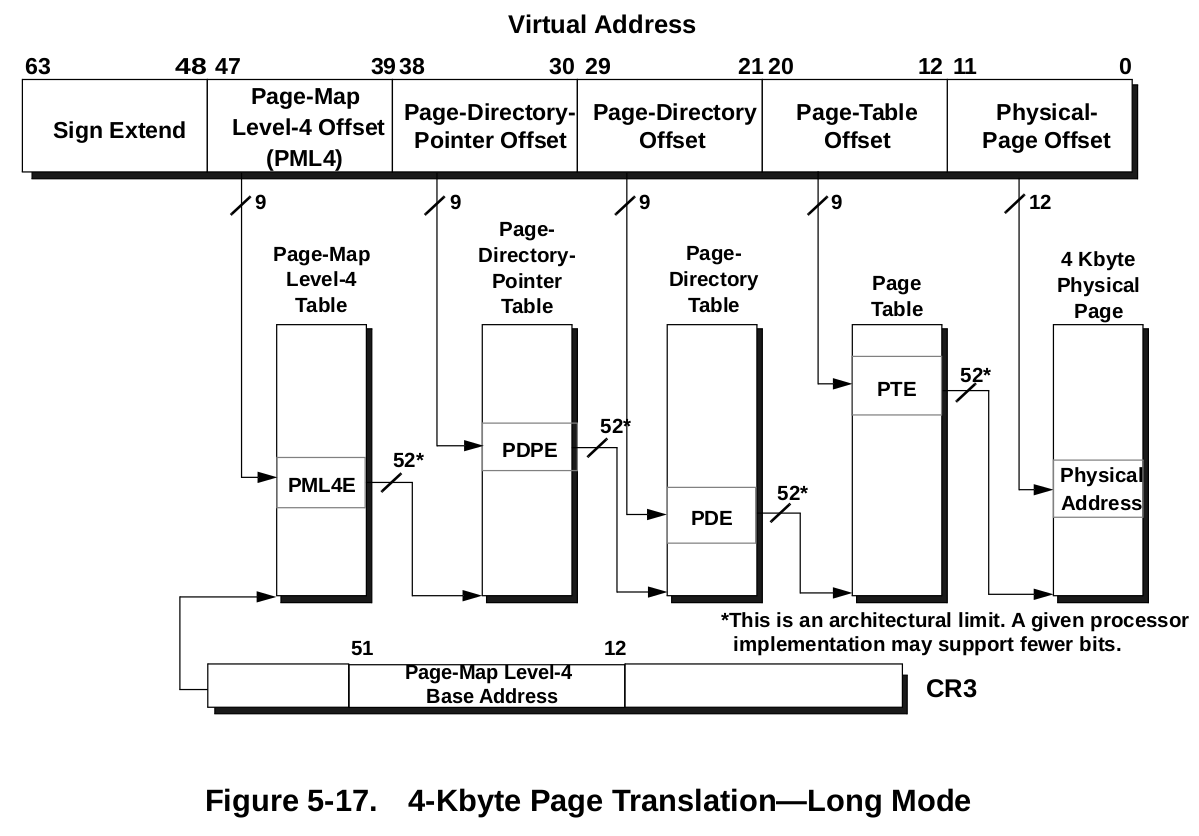 Virtual Address
63 48 47 39 38 30 29 21 20 12 11 0
Sign Extend
Page-Map
Level-4 Offset
(PML4)
Page-Directory-
Pointer Offset
Page-Directory
Offset
Page-Table
Offset
Physical-
Page Offset
9 9 9 9 12
Page-Map
Level-4
Table
Page-
Directory-
Pointer
Table
Page-
Directory
Table
Page
Table
4 Kbyte
Physical
Page
PML4E
52*
PDPE
52*
PDE
52*
PTE
52*
Physical
Address
*This is an architectural limit. A given processor
implementation may support fewer bits.
51 12
Page-Map Level-4
Base Address
CR3
Figure 5-17. 4-Kbyte Page Translation—Long Mode